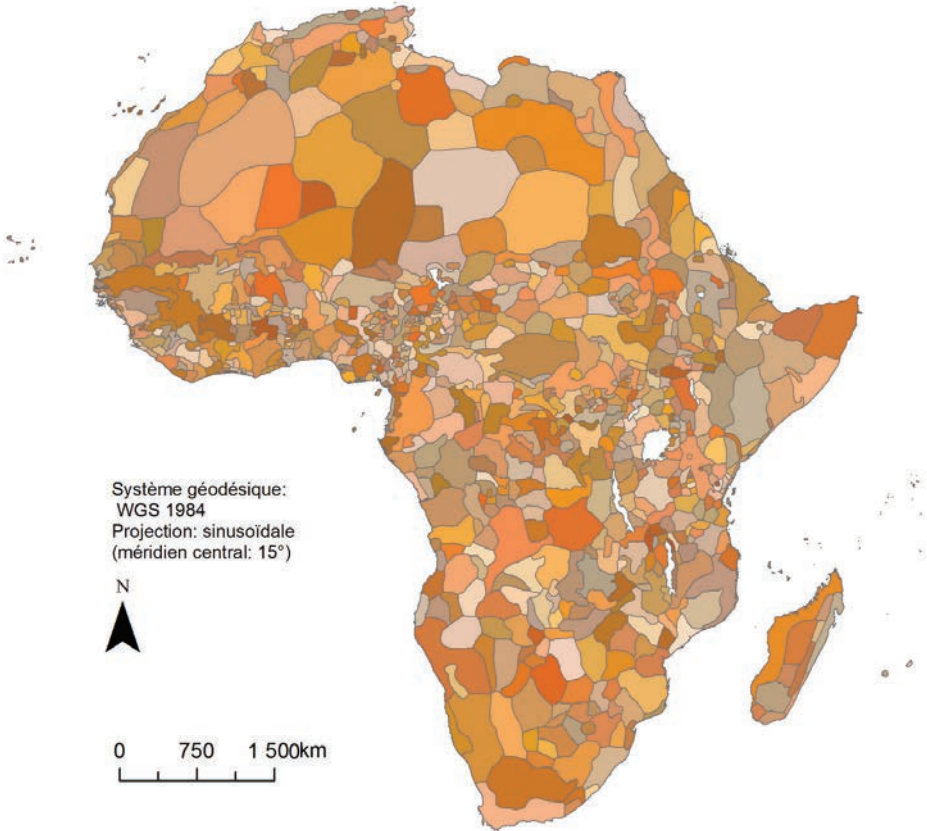 Système géodésique:
WGS 1984
Projection: sinusoïdale
(méridien central: 15°)
N
0 750 1 500km